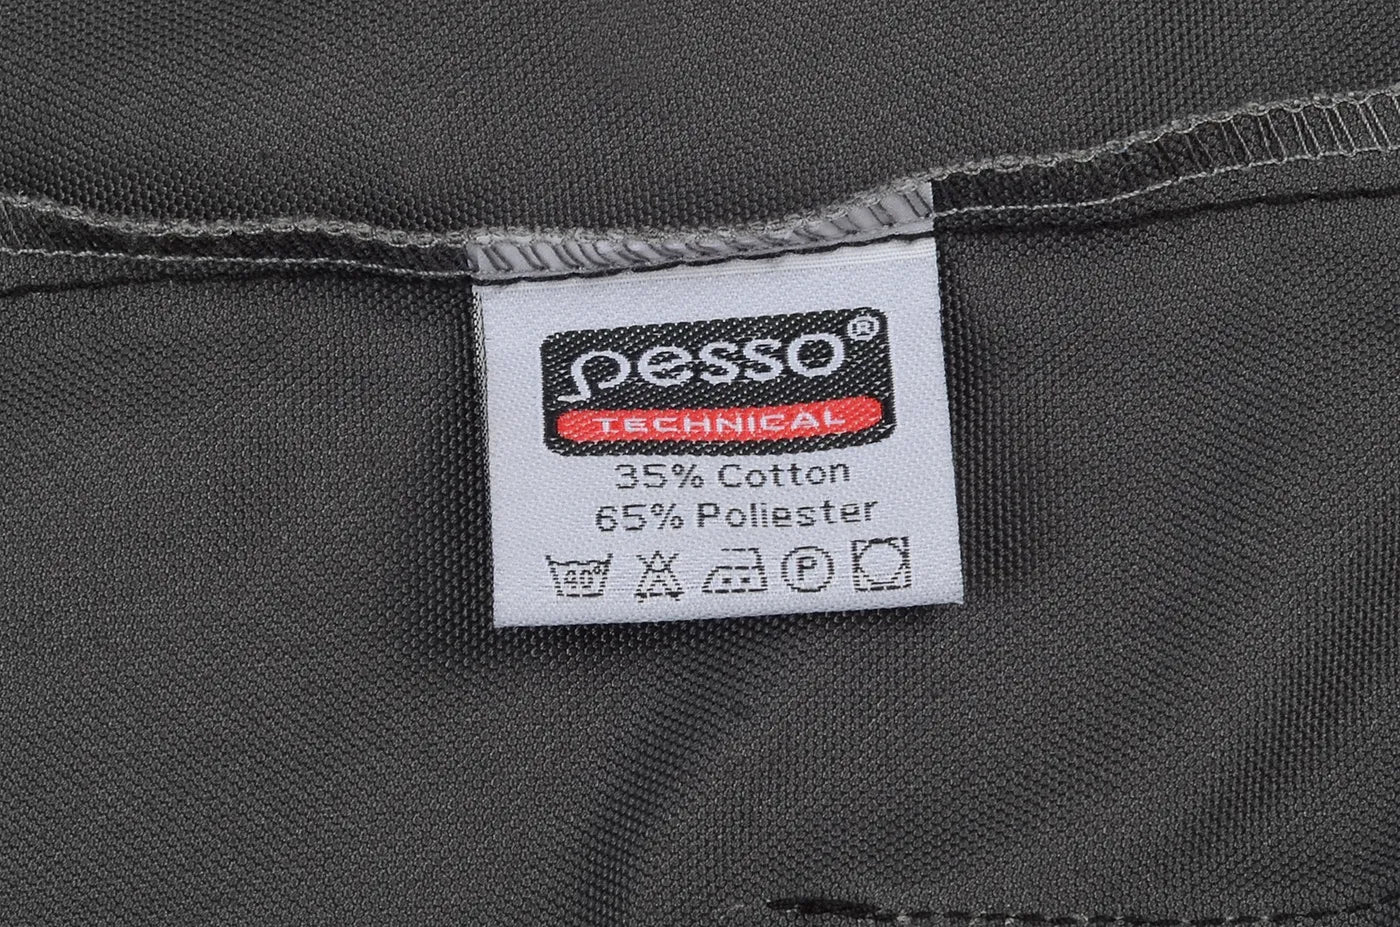 pesso®
TECHNICAL
35% Cotton
65% Poliester
40° P